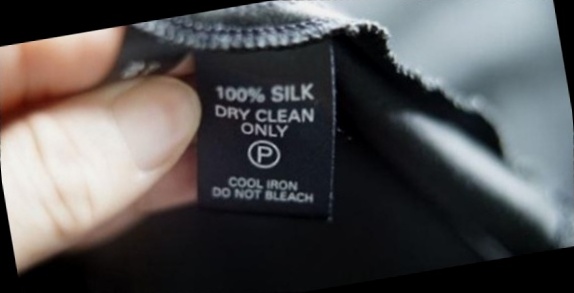 100% SILK
DRY CLEAN
ONLY
P
COOL IRON
DO NOT BLEACH